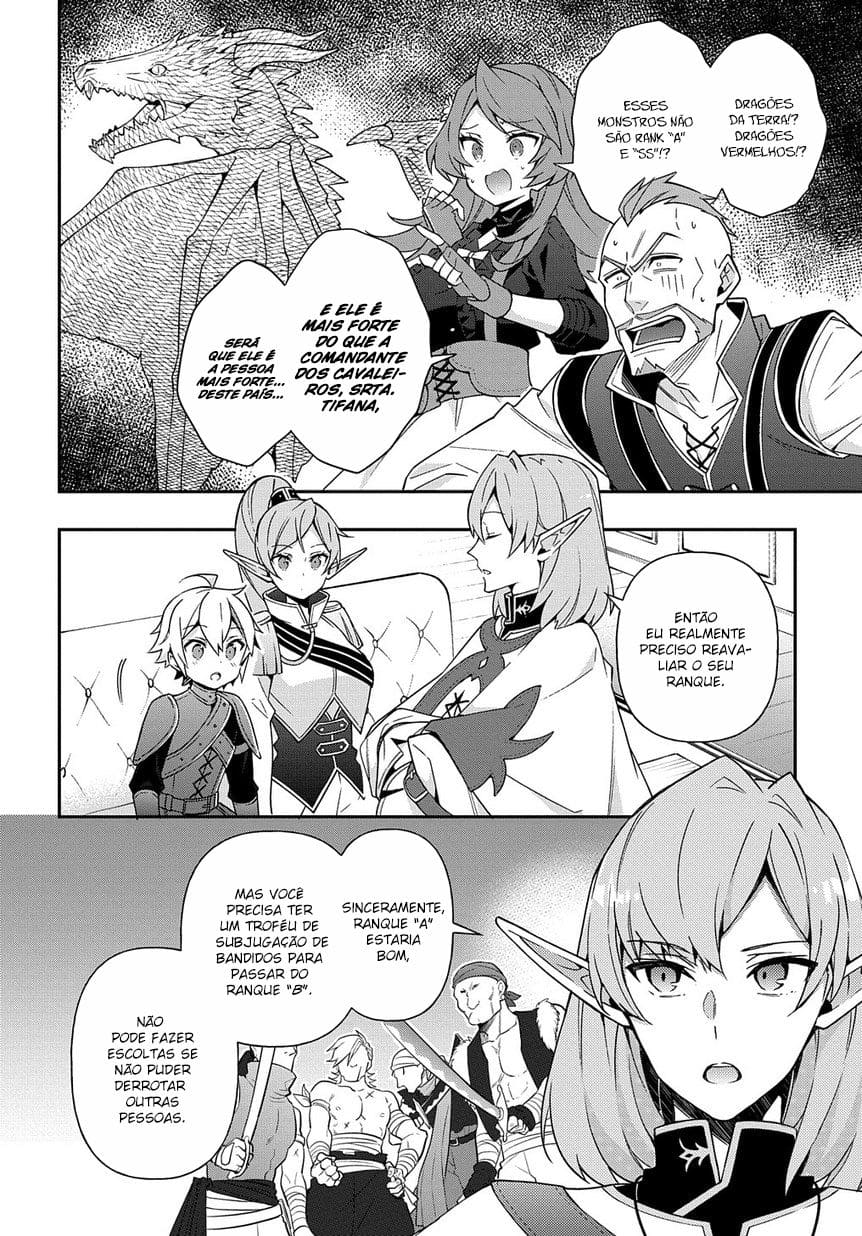 DRAGÕES
DA TERRA!?
DRAGÕES
VERMELHOS!?
ESSES
MONSTROS NÃO
SÃO RANK "A"
E "SS"!?
E ELE É
MAIS FORTE
DO QUE A
COMANDANTE
DOS CAVALEI-
ROS, SRTA.
TIFANA,
SERÁ
QUE ELE É
A PESSOA
MAIS FORTE...
DESTE PAÍS...
ENTÃO
EU REALMENTE
PRECISO REAVA-
LIAR O SEU
RANQUE.
SINCERAMENTE,
RANQUE "A"
ESTARIA
BOM,
MAS VOCÊ
PRECISA TER
UM TROFÉU DE
SUBJUGAÇÃO DE
BANDIDOS PARA
PASSAR DO
RANQUE "B".
NÃO
PODE FAZER
ESCOLTAS SE
NÃO PUDER
DERROTAR
OUTRAS
PESSOAS.